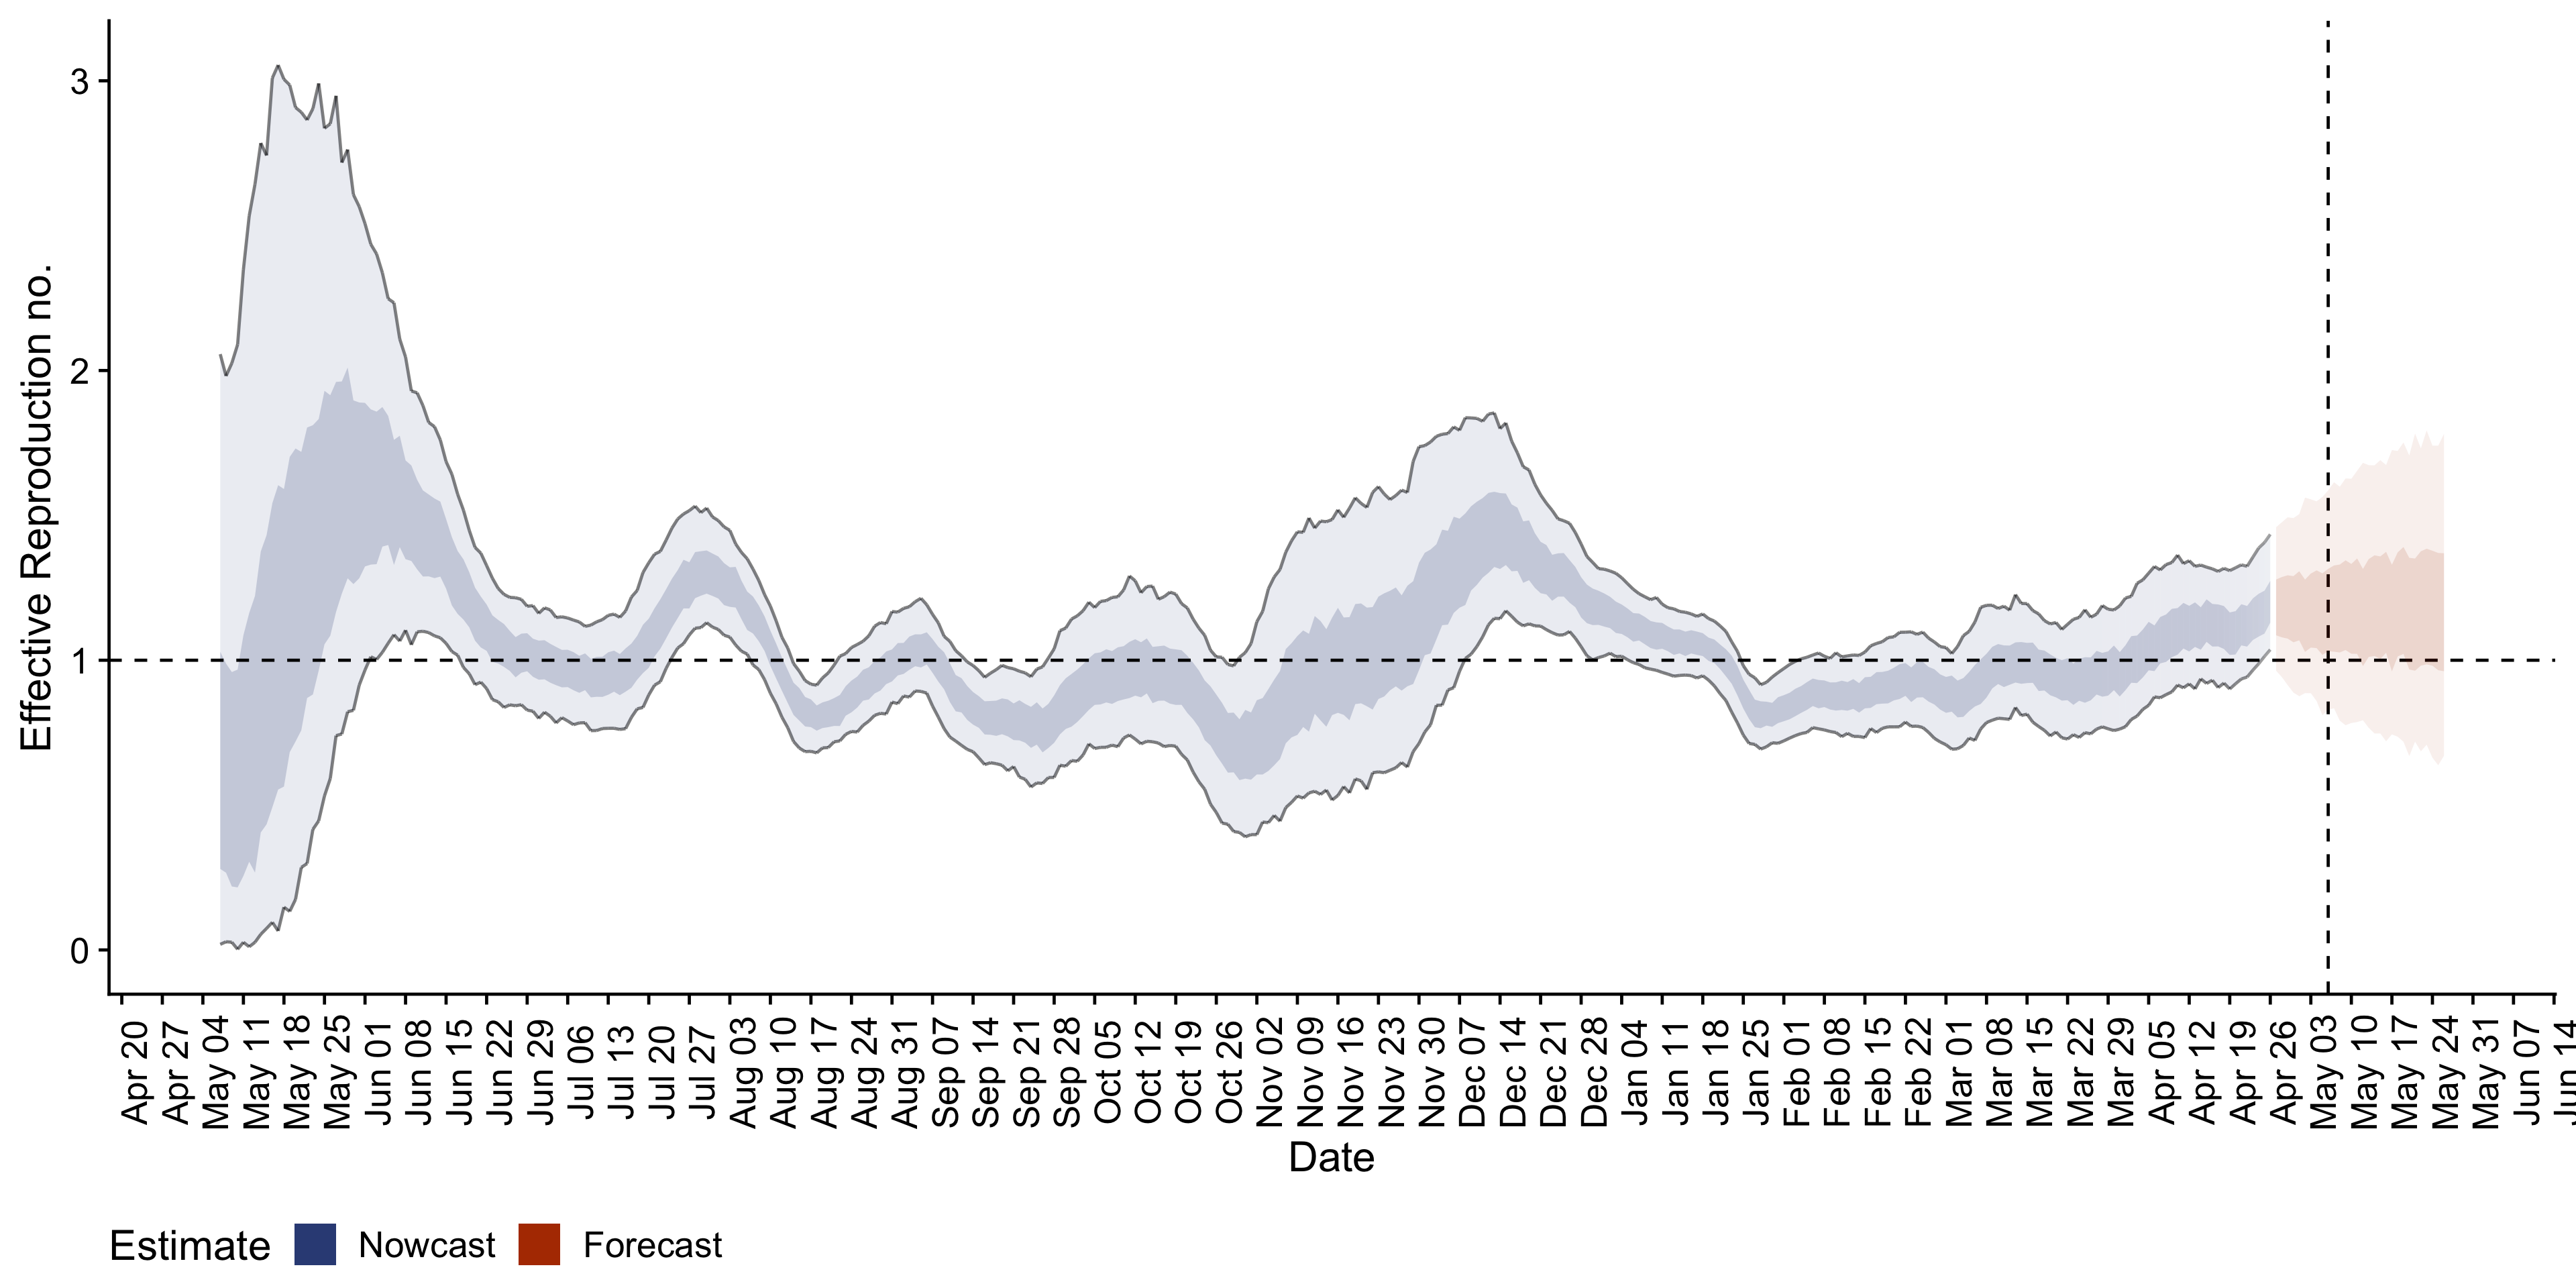 Effective Reproduction no.
3
2
1
0
Apr 20
Apr 27
May 04
May 11
May 18
May 25
Jun 01
Jun 08
Jun 15
Jun 22
Jun 29
Jul 06
Jul 13
Jul 20
Jul 27
Aug 03
Aug 10
Aug 17
Aug 24
Aug 31
Sep 07
Sep 14
Sep 21
Sep 28
Oct 05
Oct 12
Oct 19
Oct 26
Nov 02
Nov 09
Nov 16
Nov 23
Nov 30
Dec 07
Dec 14
Dec 21
Dec 28
Jan 04
Jan 11
Jan 18
Jan 25
Feb 01
Feb 08
Feb 15
Feb 22
Mar 01
Mar 08
Mar 15
Mar 22
Mar 29
Apr 05
Apr 12
Apr 19
Apr 26
May 03
May 10
May 17
May 24
May 31
Jun 07
Jun 14
Date
Estimate Nowcast Forecast